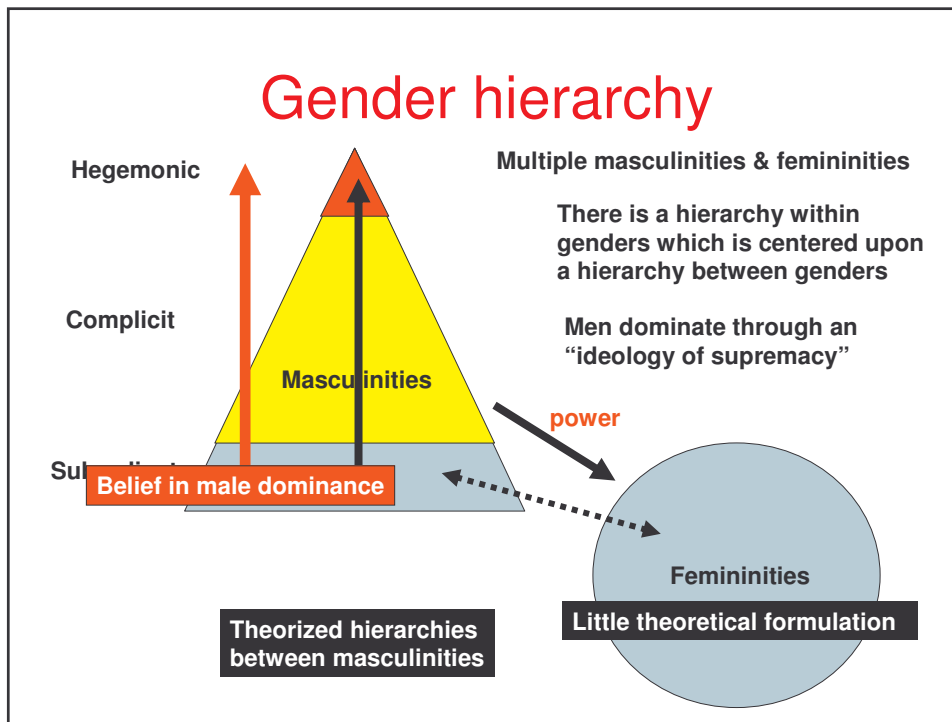 Gender hierarchy
Hegemonic
Multiple masculinities & femininities
There is a hierarchy within
genders which is centered upon
a hierarchy between genders
Complicit
Men dominate through an
“ideology of supremacy”
Masculinities
power
Belief in male dominance
Femininities
Little theoretical formulation
Theorized hierarchies
between masculinities